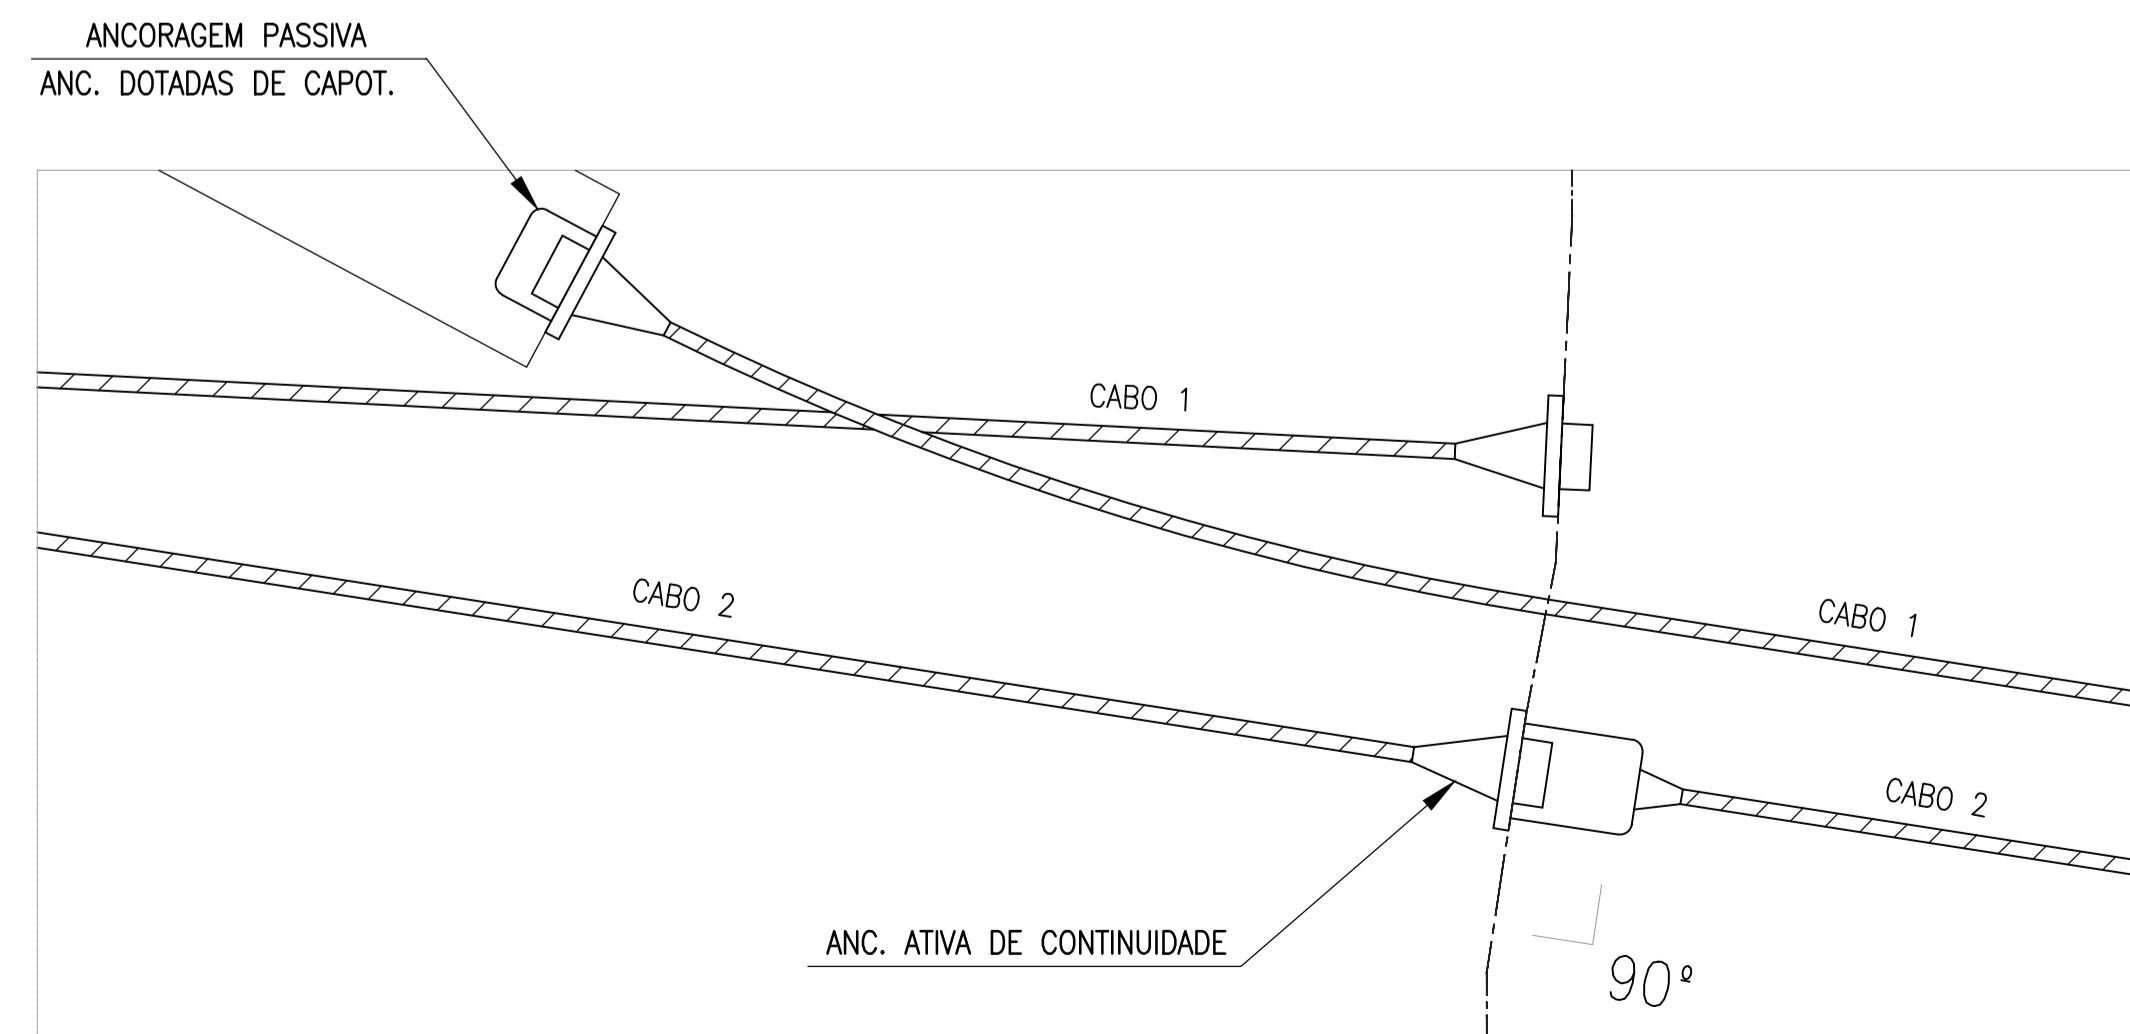 ANCORAGEM PASSIVA
ANC. DOTADAS DE CAPOT.
CABO 1
CABO 2
CABO 1
CABO 2
ANC. ATIVA DE CONTINUIDADE
90º